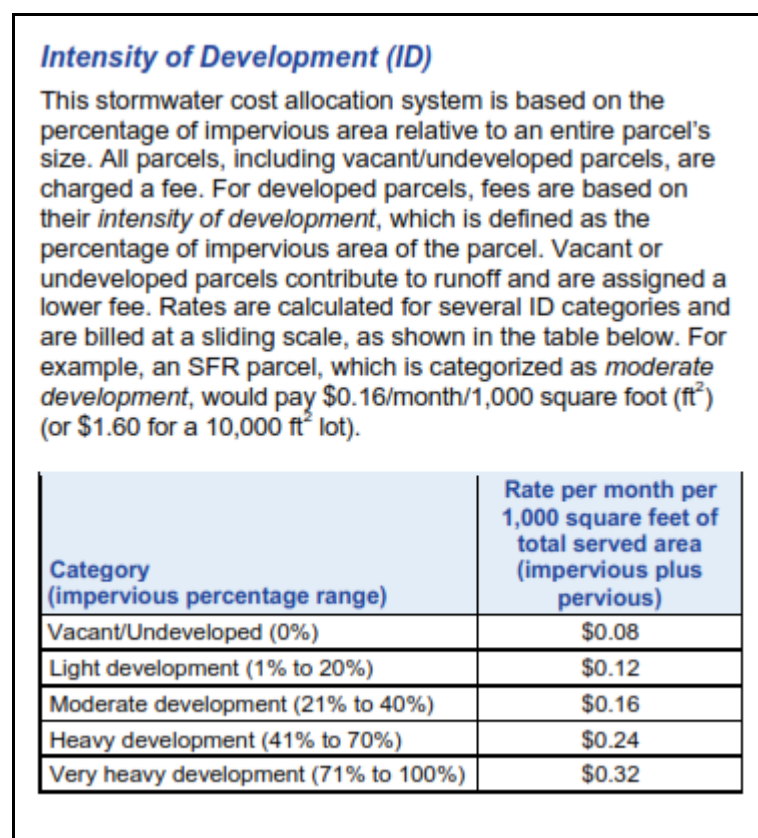 Intensity of Development (ID)
This stormwater cost allocation system is based on the
percentage of impervious area relative to an entire parcel's
size. All parcels, including vacant/undeveloped parcels, are
charged a fee. For developed parcels, fees are based on
their intensity of development, which is defined as the
percentage of impervious area of the parcel. Vacant or
undeveloped parcels contribute to runoff and are assigned a
lower fee. Rates are calculated for several ID categories and
are billed at a sliding scale, as shown in the table below. For
example, an SFR parcel, which is categorized as moderate
development, would pay $0.16/month/1,000 square foot (ft²)
(or $1.60 for a 10,000 ft² lot).
Category
(impervious percentage range)
Rate per month per
1,000 square feet of
total served area
(impervious plus
pervious)
Vacant/Undeveloped (0%) $0.08
Light development (1% to 20%) $0.12
Moderate development (21% to 40%) $0.16
Heavy development (41% to 70%) $0.24
Very heavy development (71% to 100%) $0.32